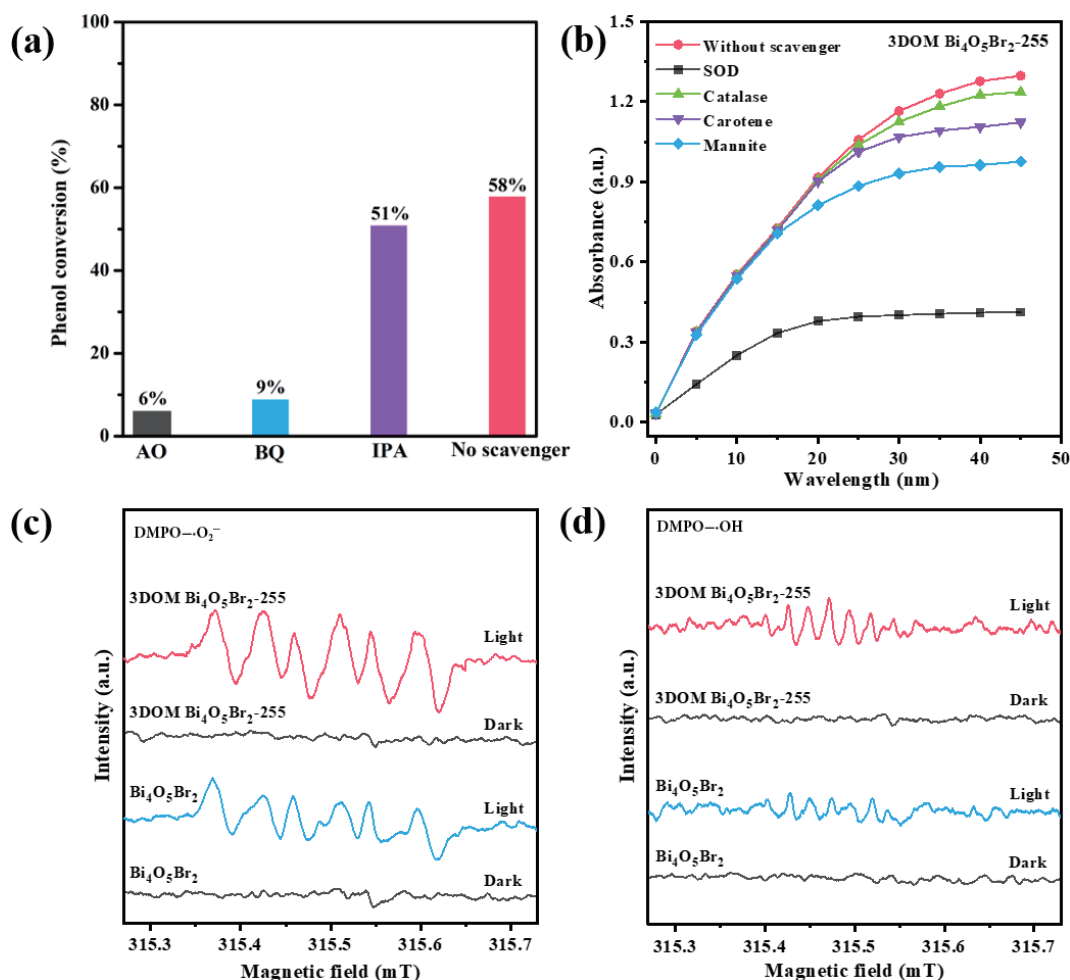 (a)
100
80
60
40
20
0
Phenol conversion (%)
6%
9%
51%
58%
AO
BQ
IPA
No scavenger
(b)
1.5
1.2
0.9
0.6
0.3
0.0
Absorbance (a.u.)
Without scavenger
SOD
Catalase
Carotene
Mannite
3DOM Bi₄O₅Br₂-255
0
10
20
30
40
50
Wavelength (nm)
(c)
DMPO—·O₂⁻
3DOM Bi₄O₅Br₂-255
Light
3DOM Bi₄O₅Br₂-255
Dark
Bi₄O₅Br₂
Light
Bi₄O₅Br₂
Dark
Intensity (a.u.)
315.3
315.4
315.5
315.6
315.7
Magnetic field (mT)
(d)
DMPO—·OH
3DOM Bi₄O₅Br₂-255
Light
3DOM Bi₄O₅Br₂-255
Dark
Bi₄O₅Br₂
Light
Bi₄O₅Br₂
Dark
Intensity (a.u.)
315.3
315.4
315.5
315.6
315.7
Magnetic field (mT)